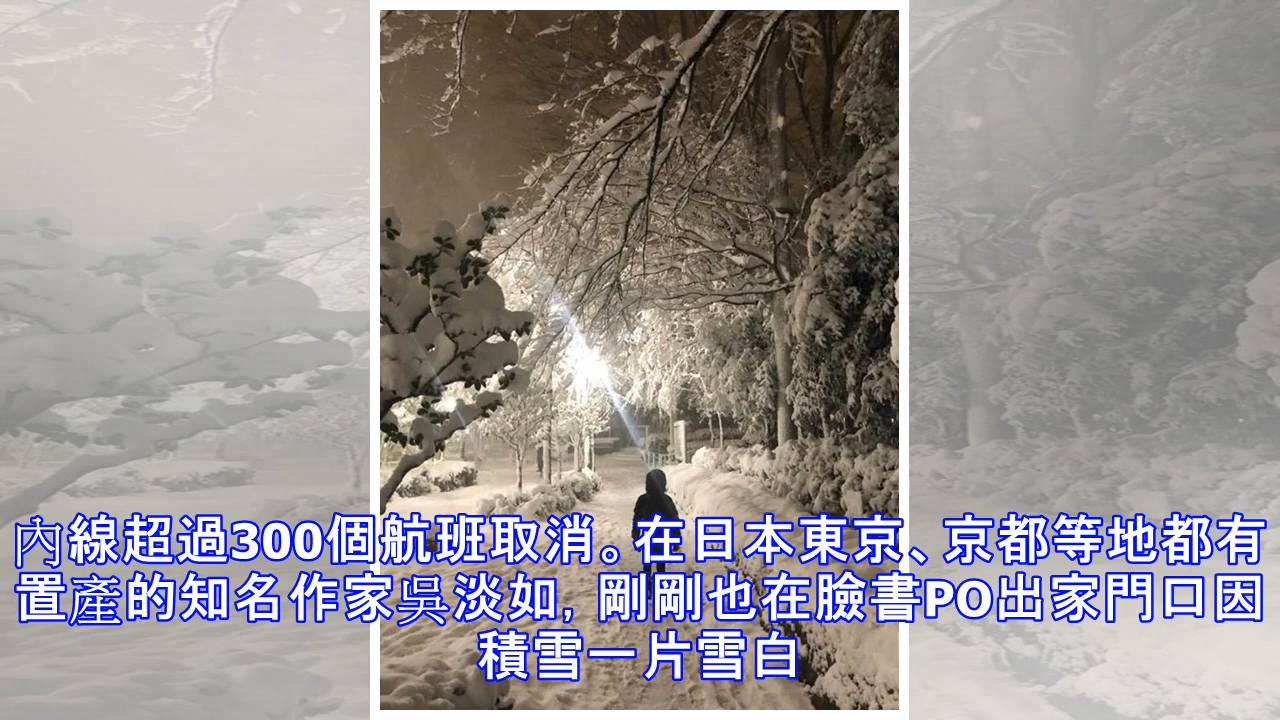 內線超過300個航班取消。在日本東京、京都等地都有
置產的知名作家吳淡如，剛剛也在臉書PO出家門口因
積雪一片雪白